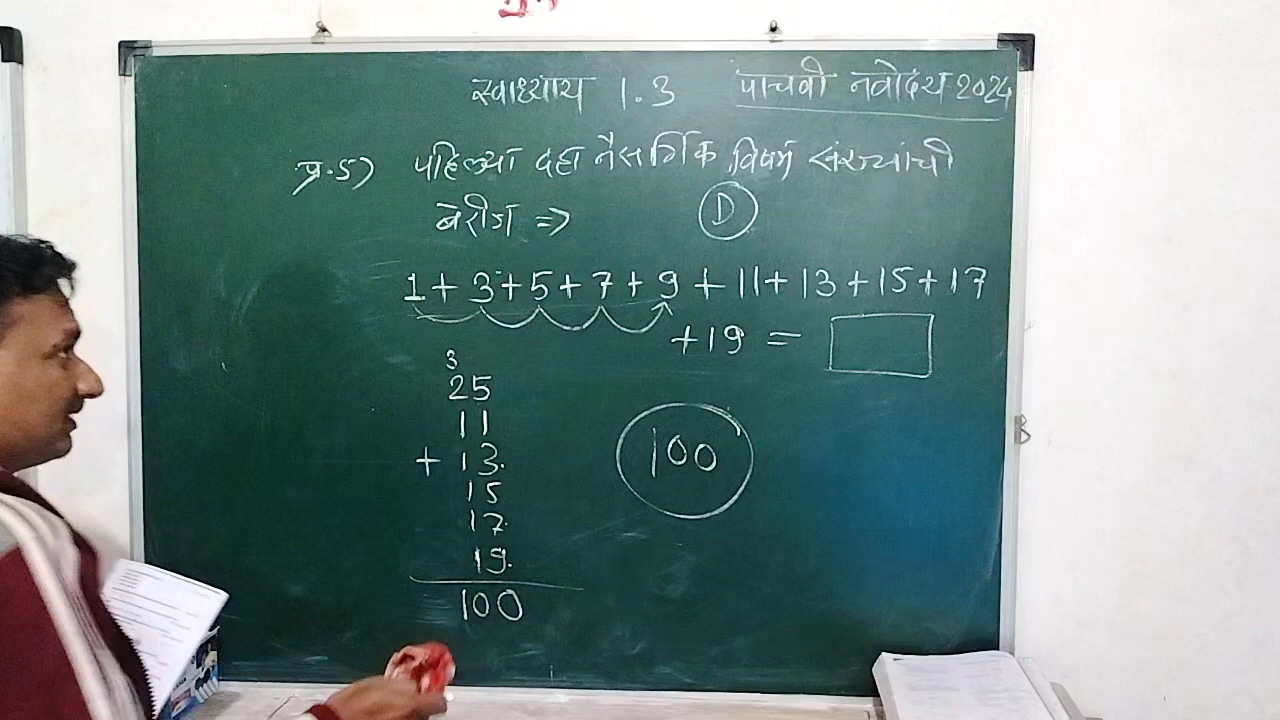 स्वाध्याय 1.3 पाचवी नवोदय 2024
प्र.5) पहिल्या दहा नैसर्गिक विषम संख्यांची
बेरीज => D
1 + 3 + 5 + 7 + 9 + 11 + 13 + 15 + 17
+ 19 =
3
25
11
+ 13
15
17
19
100
100